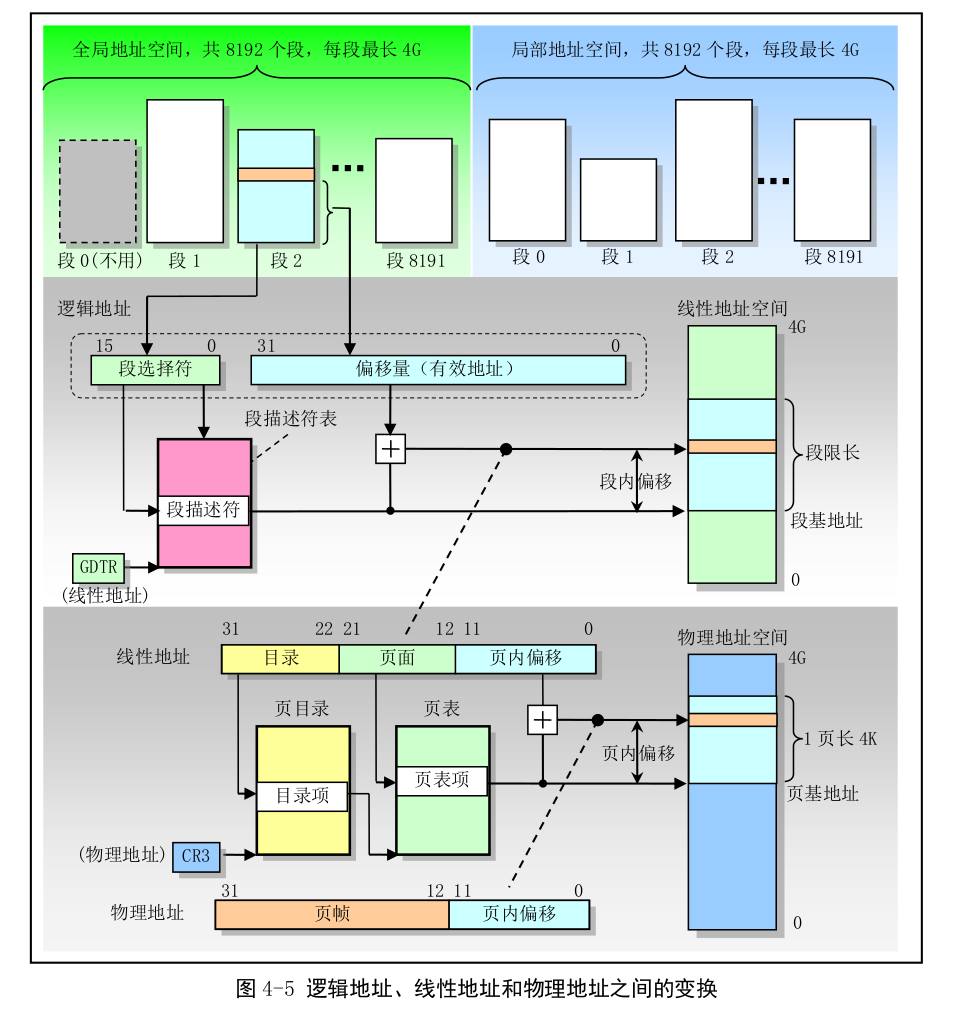 全局地址空间，共 8192 个段，每段最长 4G
局部地址空间，共 8192 个段，每段最长 4G
段 0(不用)
段 1
段 2
段 8191
段 0
段 1
段 2
段 8191
逻辑地址
线性地址空间
15
0
31
0
4G
段选择符
偏移量（有效地址）
段描述符表
段限长
段内偏移
段描述符
段基地址
GDTR
(线性地址)
0
31
22
21
12
11
0
物理地址空间
线性地址
目录
页面
页内偏移
4G
页目录
页表
1 页长 4K
页内偏移
目录项
页表项
页基地址
(物理地址)
CR3
31
12
11
0
物理地址
页帧
页内偏移
0
图 4-5 逻辑地址、线性地址和物理地址之间的变换